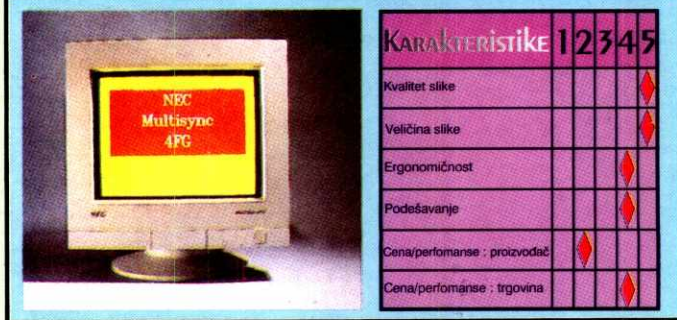 NEC
Multisync
4FG
NEC
KARAKTERISTIKE 1 2 3 4 5
Kvalitet slike
Veličina slike
Ergonomičnost
Podešavanje
Cena/perfomanse : proizvođač
Cena/perfomanse : trgovina